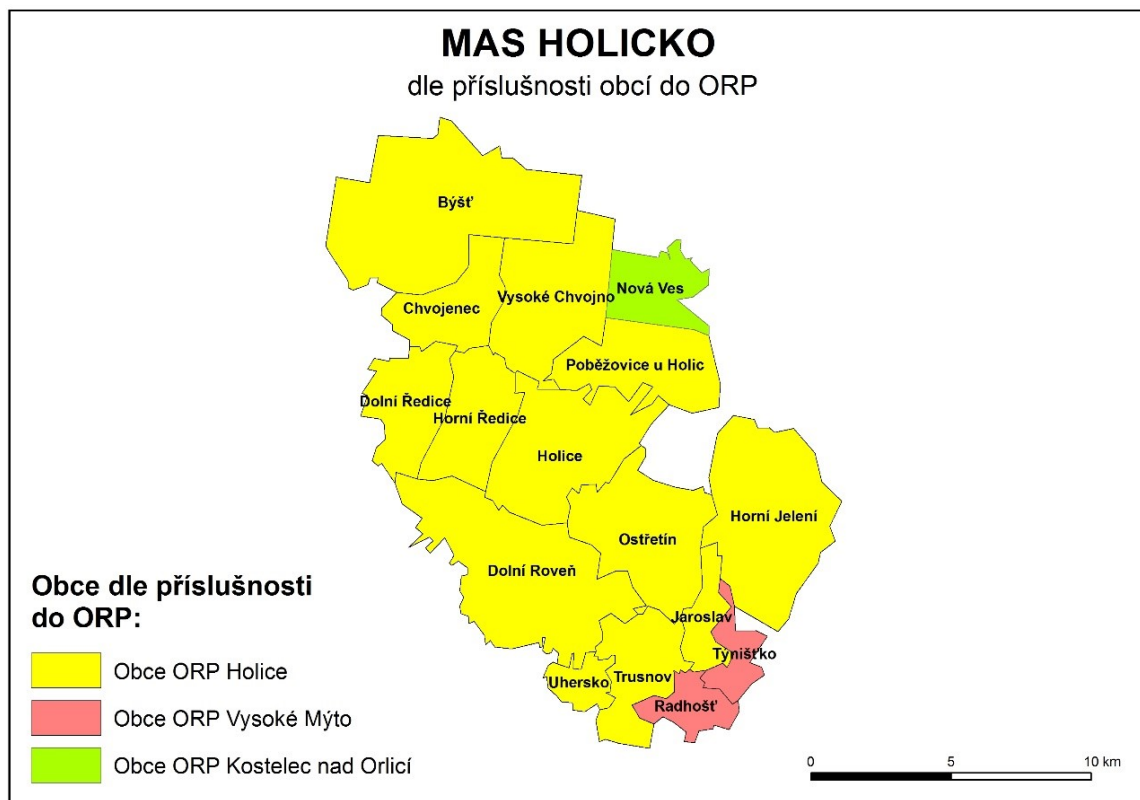 MAS HOLICKO
dle příslušnosti obcí do ORP
Býšť
Nová Ves
Vysoké Chvojno
Chvojenec
Poběžovice u Holic
Dolní Ředice
Horní Ředice
Holice
Horní Jelení
Ostřetín
Dolní Roveň
Jaroslav
Týnišťko
Trusnov
Uhersko
Radhošť
Obce dle příslušnosti
do ORP:
Obce ORP Holice
Obce ORP Vysoké Mýto
Obce ORP Kostelec nad Orlicí
0 5 10 km